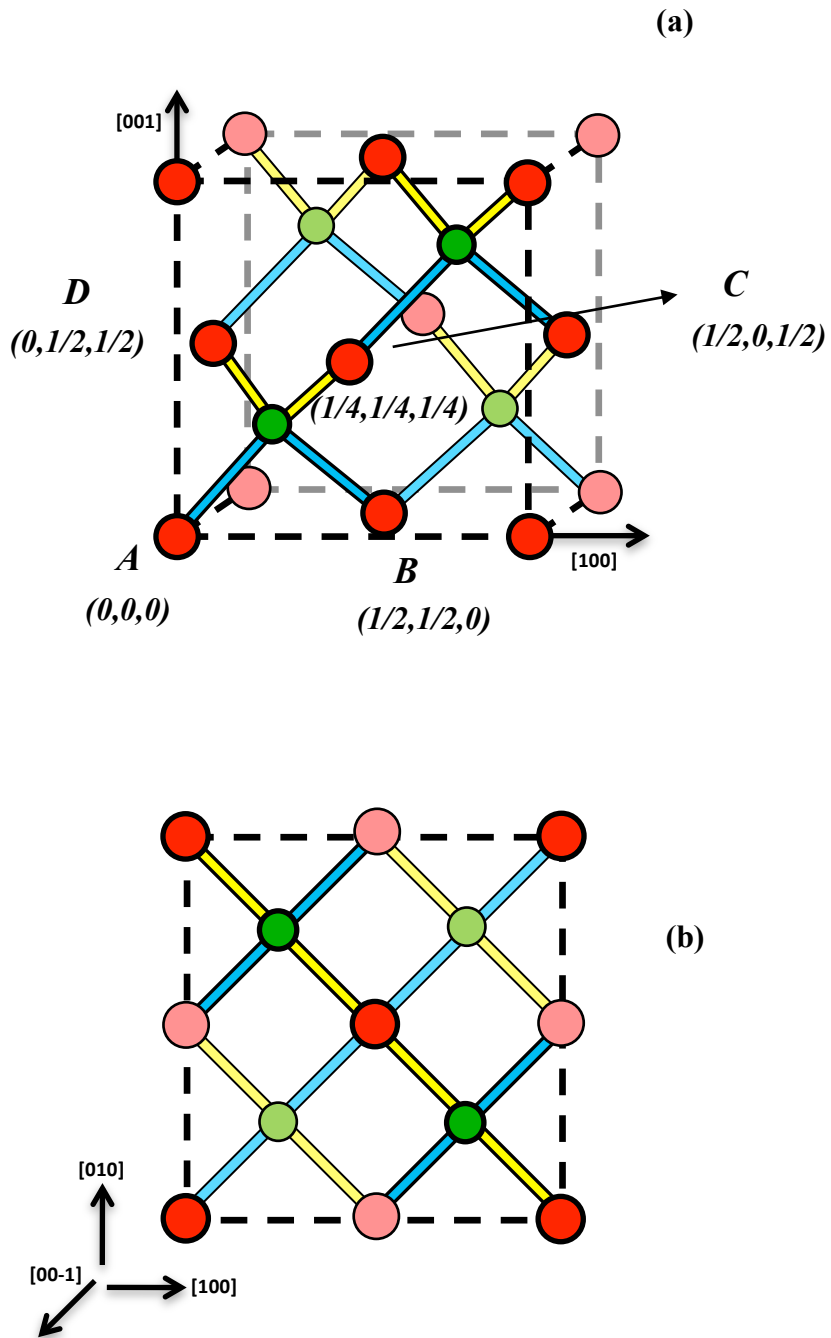 (a)
[001]
D
(0,1/2,1/2)
C
(1/2,0,1/2)
(1/4,1/4,1/4)
[100]
A
(0,0,0)
B
(1/2,1/2,0)
(b)
[010]
[00-1]
[100]